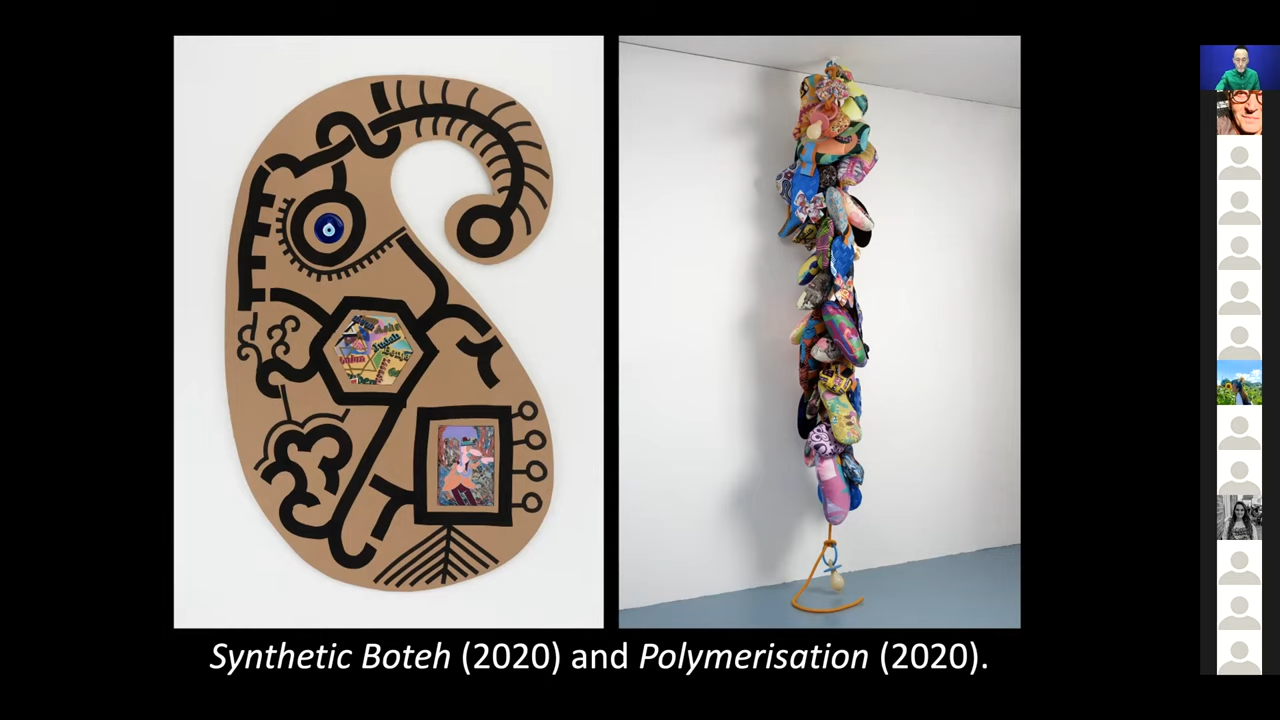 Synthetic Boteh (2020) and Polymerisation (2020).